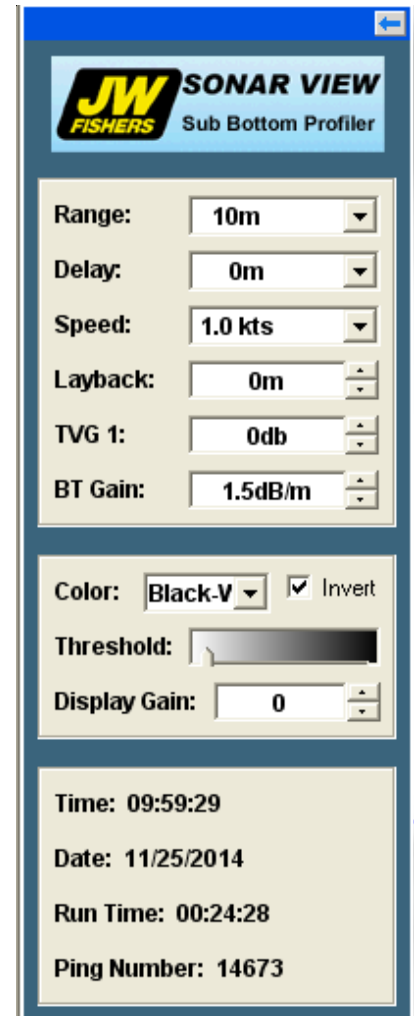 JW FISHERS SONAR VIEW
Sub Bottom Profiler
Range: 10m
Delay: 0m
Speed: 1.0 kts
Layback: 0m
TVG 1: 0db
BT Gain: 1.5dB/m
Color: Black-V Invert
Threshold:
Display Gain: 0
Time: 09:59:29
Date: 11/25/2014
Run Time: 00:24:28
Ping Number: 14673